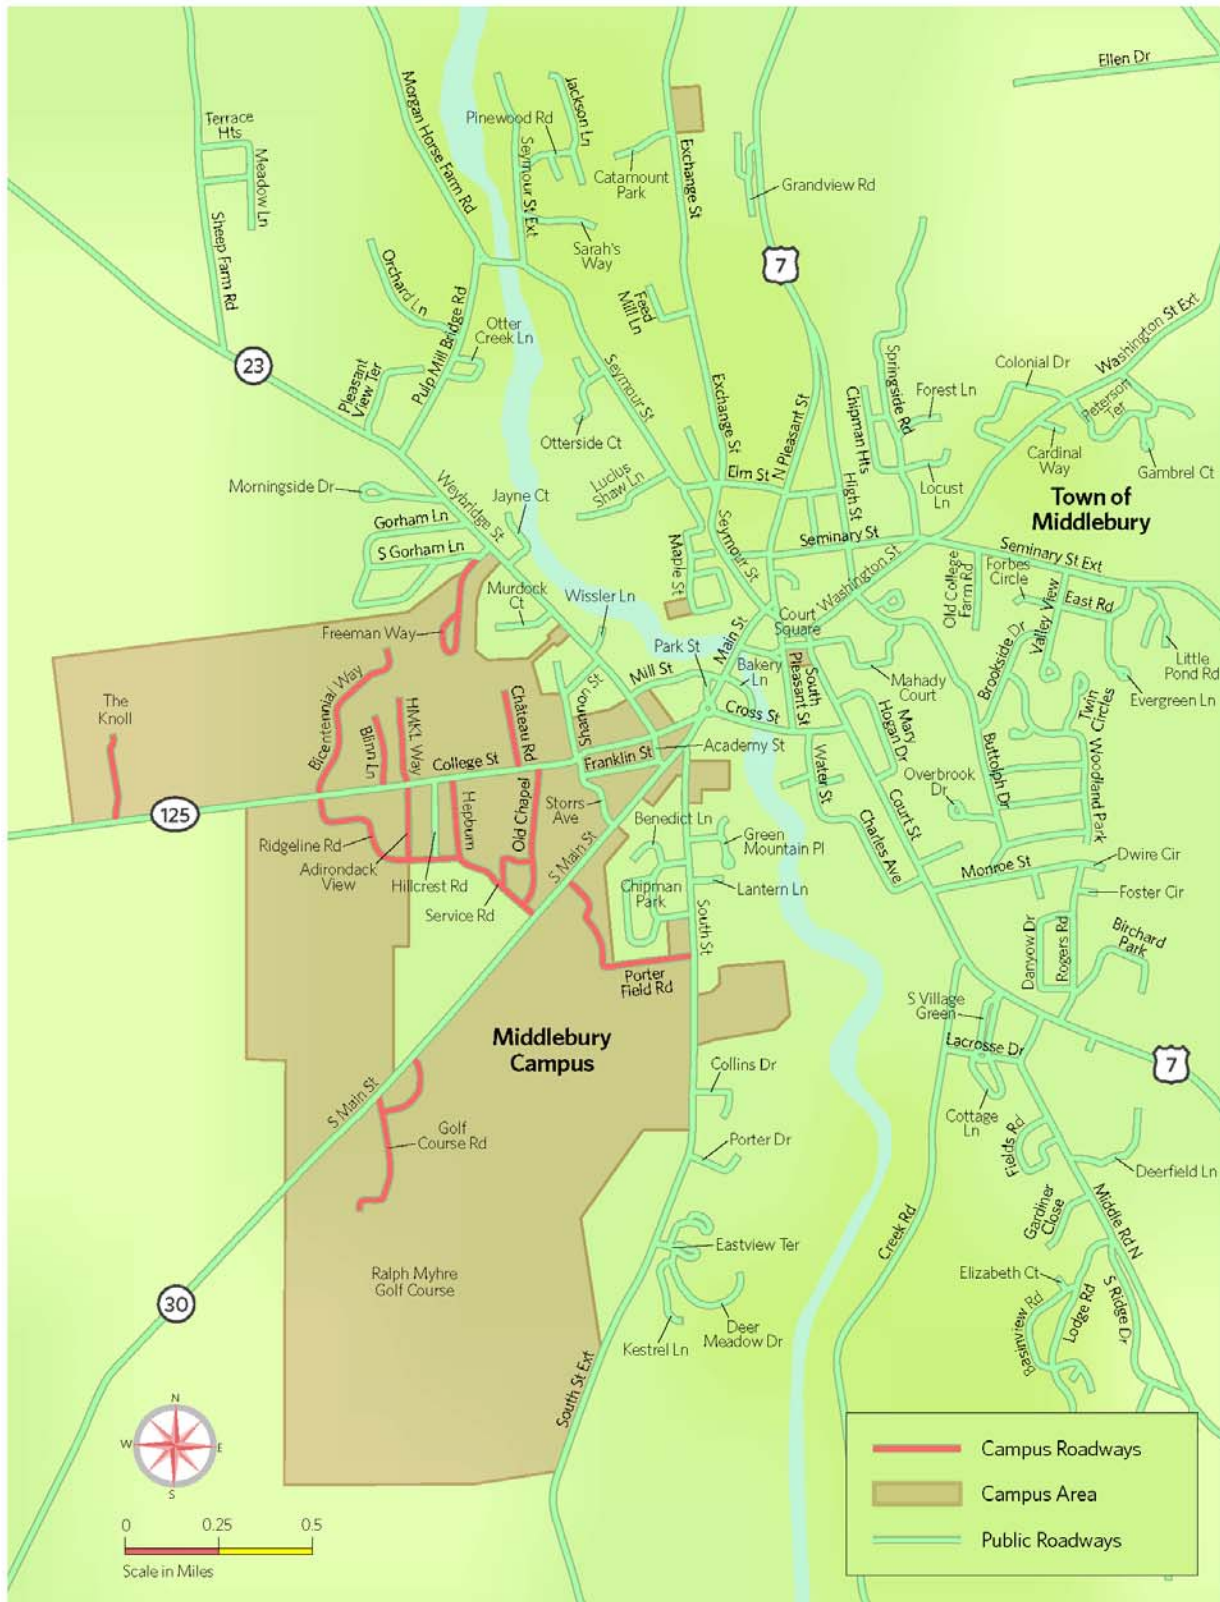 Ellen Dr
Jackson Ln
Morgan Horse Farm Rd
Pinewood Rd
Terrace
Hts
Seymour St Ext
Exchange St
Meadow Ln
Catamount
Park
Grandview Rd
Sheep Farm Rd
Sarah's
Way
7
Orchard Ln
Feed
Mill Ln
Washington St Ext
Otter
Creek Ln
Pulp Mill Bridge Rd
23
Pleasant
View Ter
Seymour St
Springside Rd
Colonial Dr
Exchange St
N Pleasant St
Chipman Hts
Forest Ln
Peterson
Ter
Otterside Ct
Cardinal
Way
Gambrel Ct
Elm St
Lucius
Shaw Ln
Morningside Dr
Weybridge St
Jayne Ct
High St
Locust
Ln
Town of
Middlebury
Gorham Ln
Seymour St
Seminary St
S Gorham Ln
Maple St
Washington St
Seminary St Ext
Old College
Farm Rd
Forbes
Circle
Murdock
Ct
Wissler Ln
East Rd
Valley View
Court
Square
Freeman Way
Park St
Main St
Brookside Dr
Mill St
Bakery
Ln
South
Pleasant St
Mahady
Court
Little
Pond Rd
Evergreen Ln
The
Knoll
Bicentennial Way
HMKL Way
Château Rd
Shannon St
Twin
Circles
Blinn Ln
Cross St
Mary
Hogan Dr
College St
Franklin St
Academy St
Buttolph Dr
Woodland Park
Water St
Overbrook
Dr
125
Hepburn
Old Chapel
Storrs
Ave
Court St
Benedict Ln
Ridgeline Rd
Green
Mountain Pl
Adirondack
View
S Main St
Charles Ave
Monroe St
Dwire Cir
Hillcrest Rd
Chipman
Park
Lantern Ln
Foster Cir
Service Rd
South St
Danyow Dr
Rogers Rd
Birchard
Park
Porter
Field Rd
S Village
Green
Middlebury
Campus
Lacrosse Dr
7
Collins Dr
S Main St
Cottage
Ln
Golf
Course Rd
Porter Dr
Fields Rd
Deerfield Ln
Gardiner
Close
Middle Rd N
Creek Rd
Eastview Ter
Ralph Myhre
Golf Course
Elizabeth Ct
30
Basinview Rd
Lodge Rd
S Ridge Dr
Kestrel Ln
Deer
Meadow Dr
South St Ext
N
W
E
S
Campus Roadways
Campus Area
Public Roadways
0
0.25
0.5
Scale in Miles